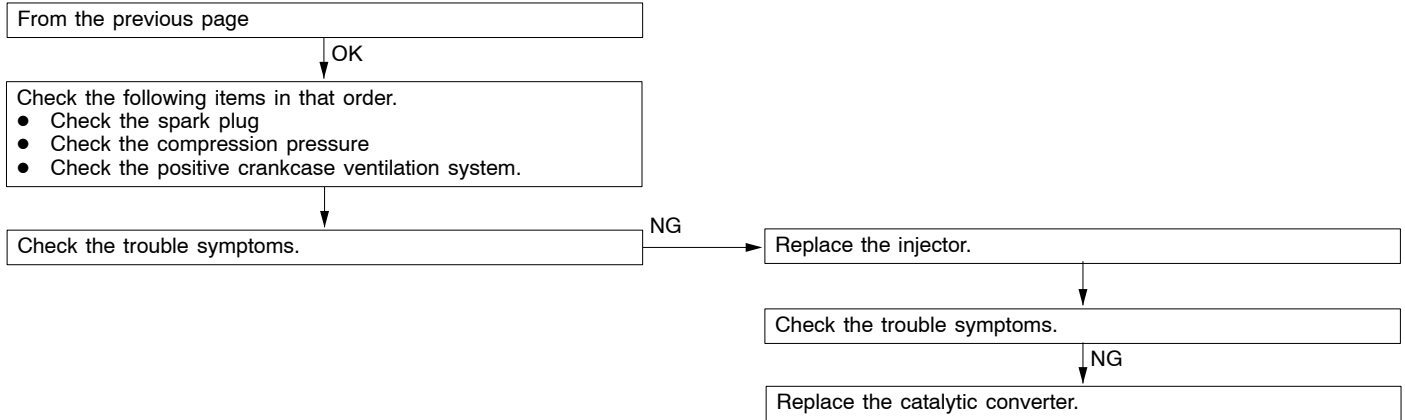 From the previous page
OK
Check the following items in that order.
● Check the spark plug
● Check the compression pressure
● Check the positive crankcase ventilation system.
Check the trouble symptoms.
NG
Replace the injector.
Check the trouble symptoms.
NG
Replace the catalytic converter.